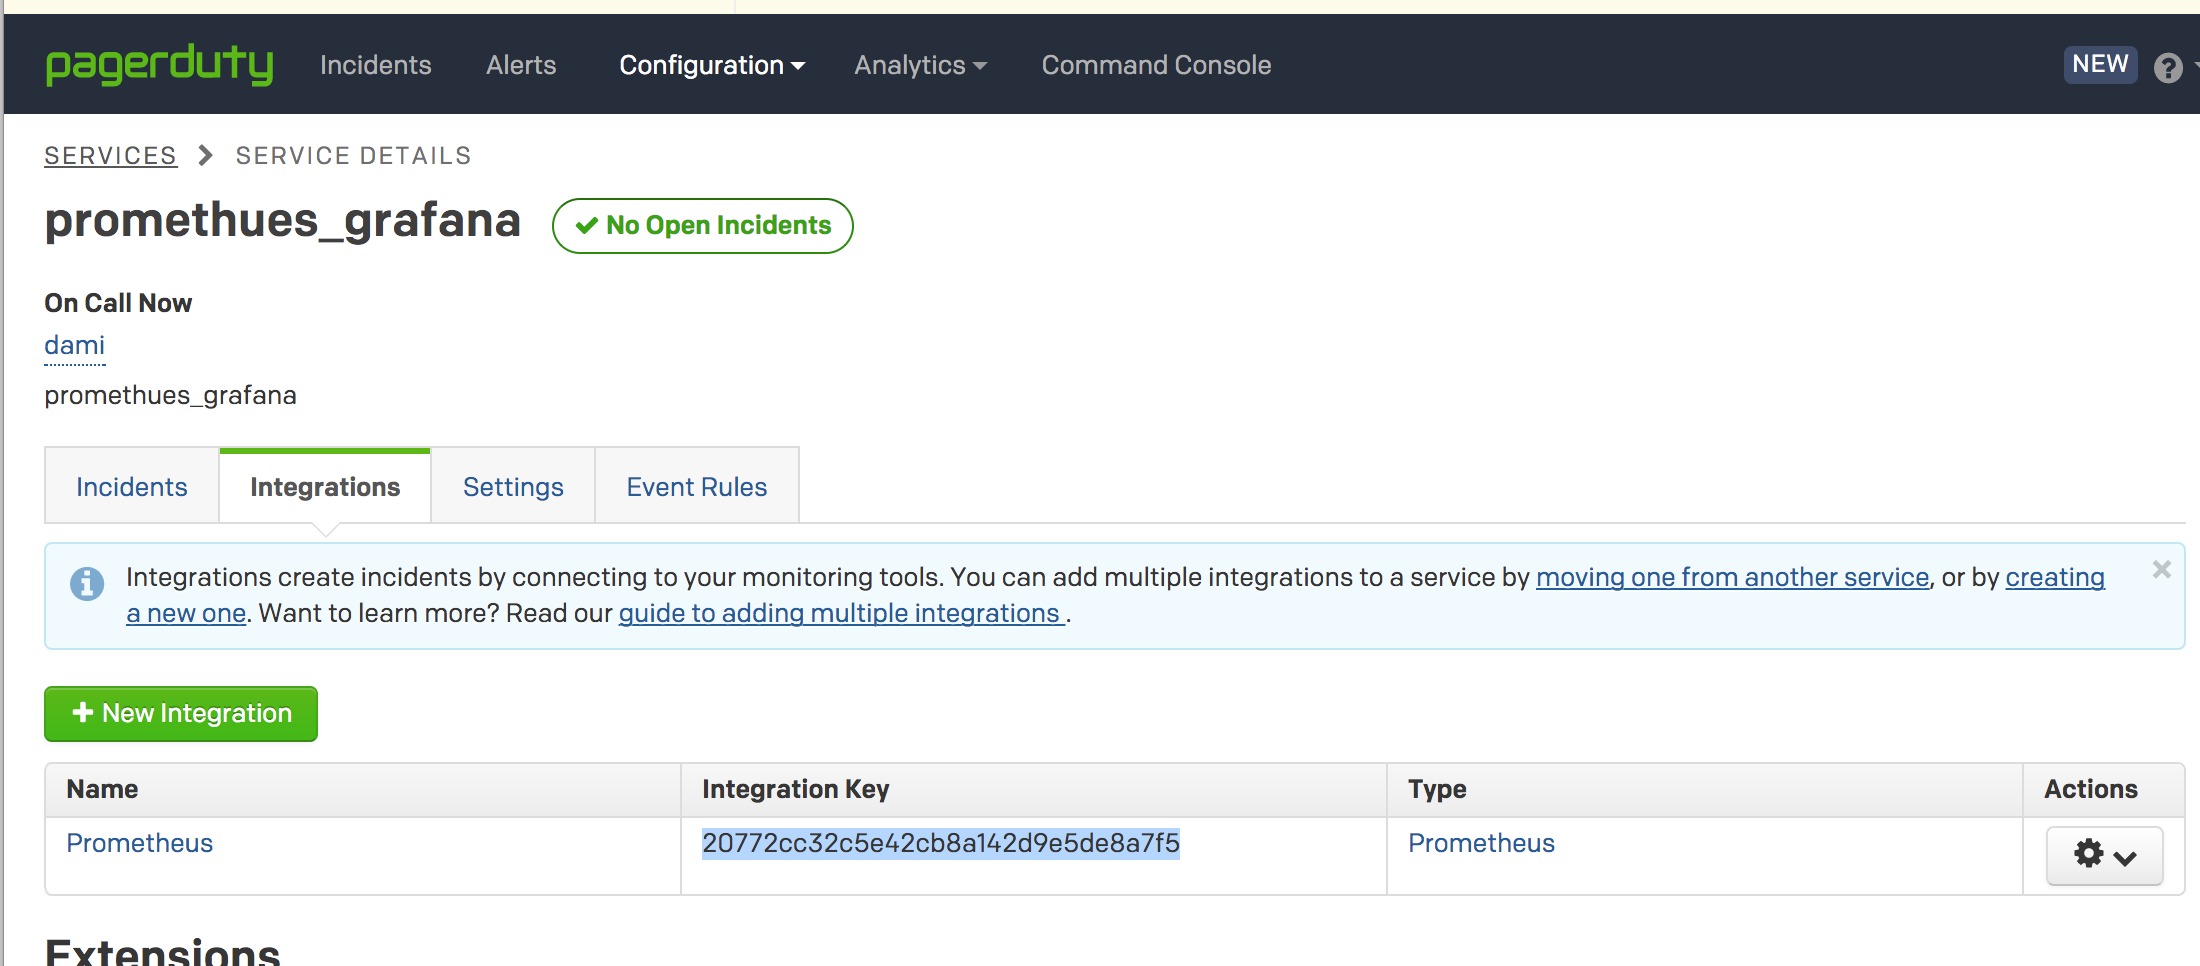 pagerduty Incidents Alerts Configuration Analytics Command Console NEW ?
SERVICES > SERVICE DETAILS
promethues_grafana ✔ No Open Incidents
On Call Now
dami
promethues_grafana
Incidents Integrations Settings Event Rules
Integrations create incidents by connecting to your monitoring tools. You can add multiple integrations to a service by moving one from another service, or by creating
a new one. Want to learn more? Read our guide to adding multiple integrations .
+ New Integration
Name Integration Key Type Actions
Prometheus 20772cc32c5e42cb8a142d9e5de8a7f5 Prometheus
Extensions